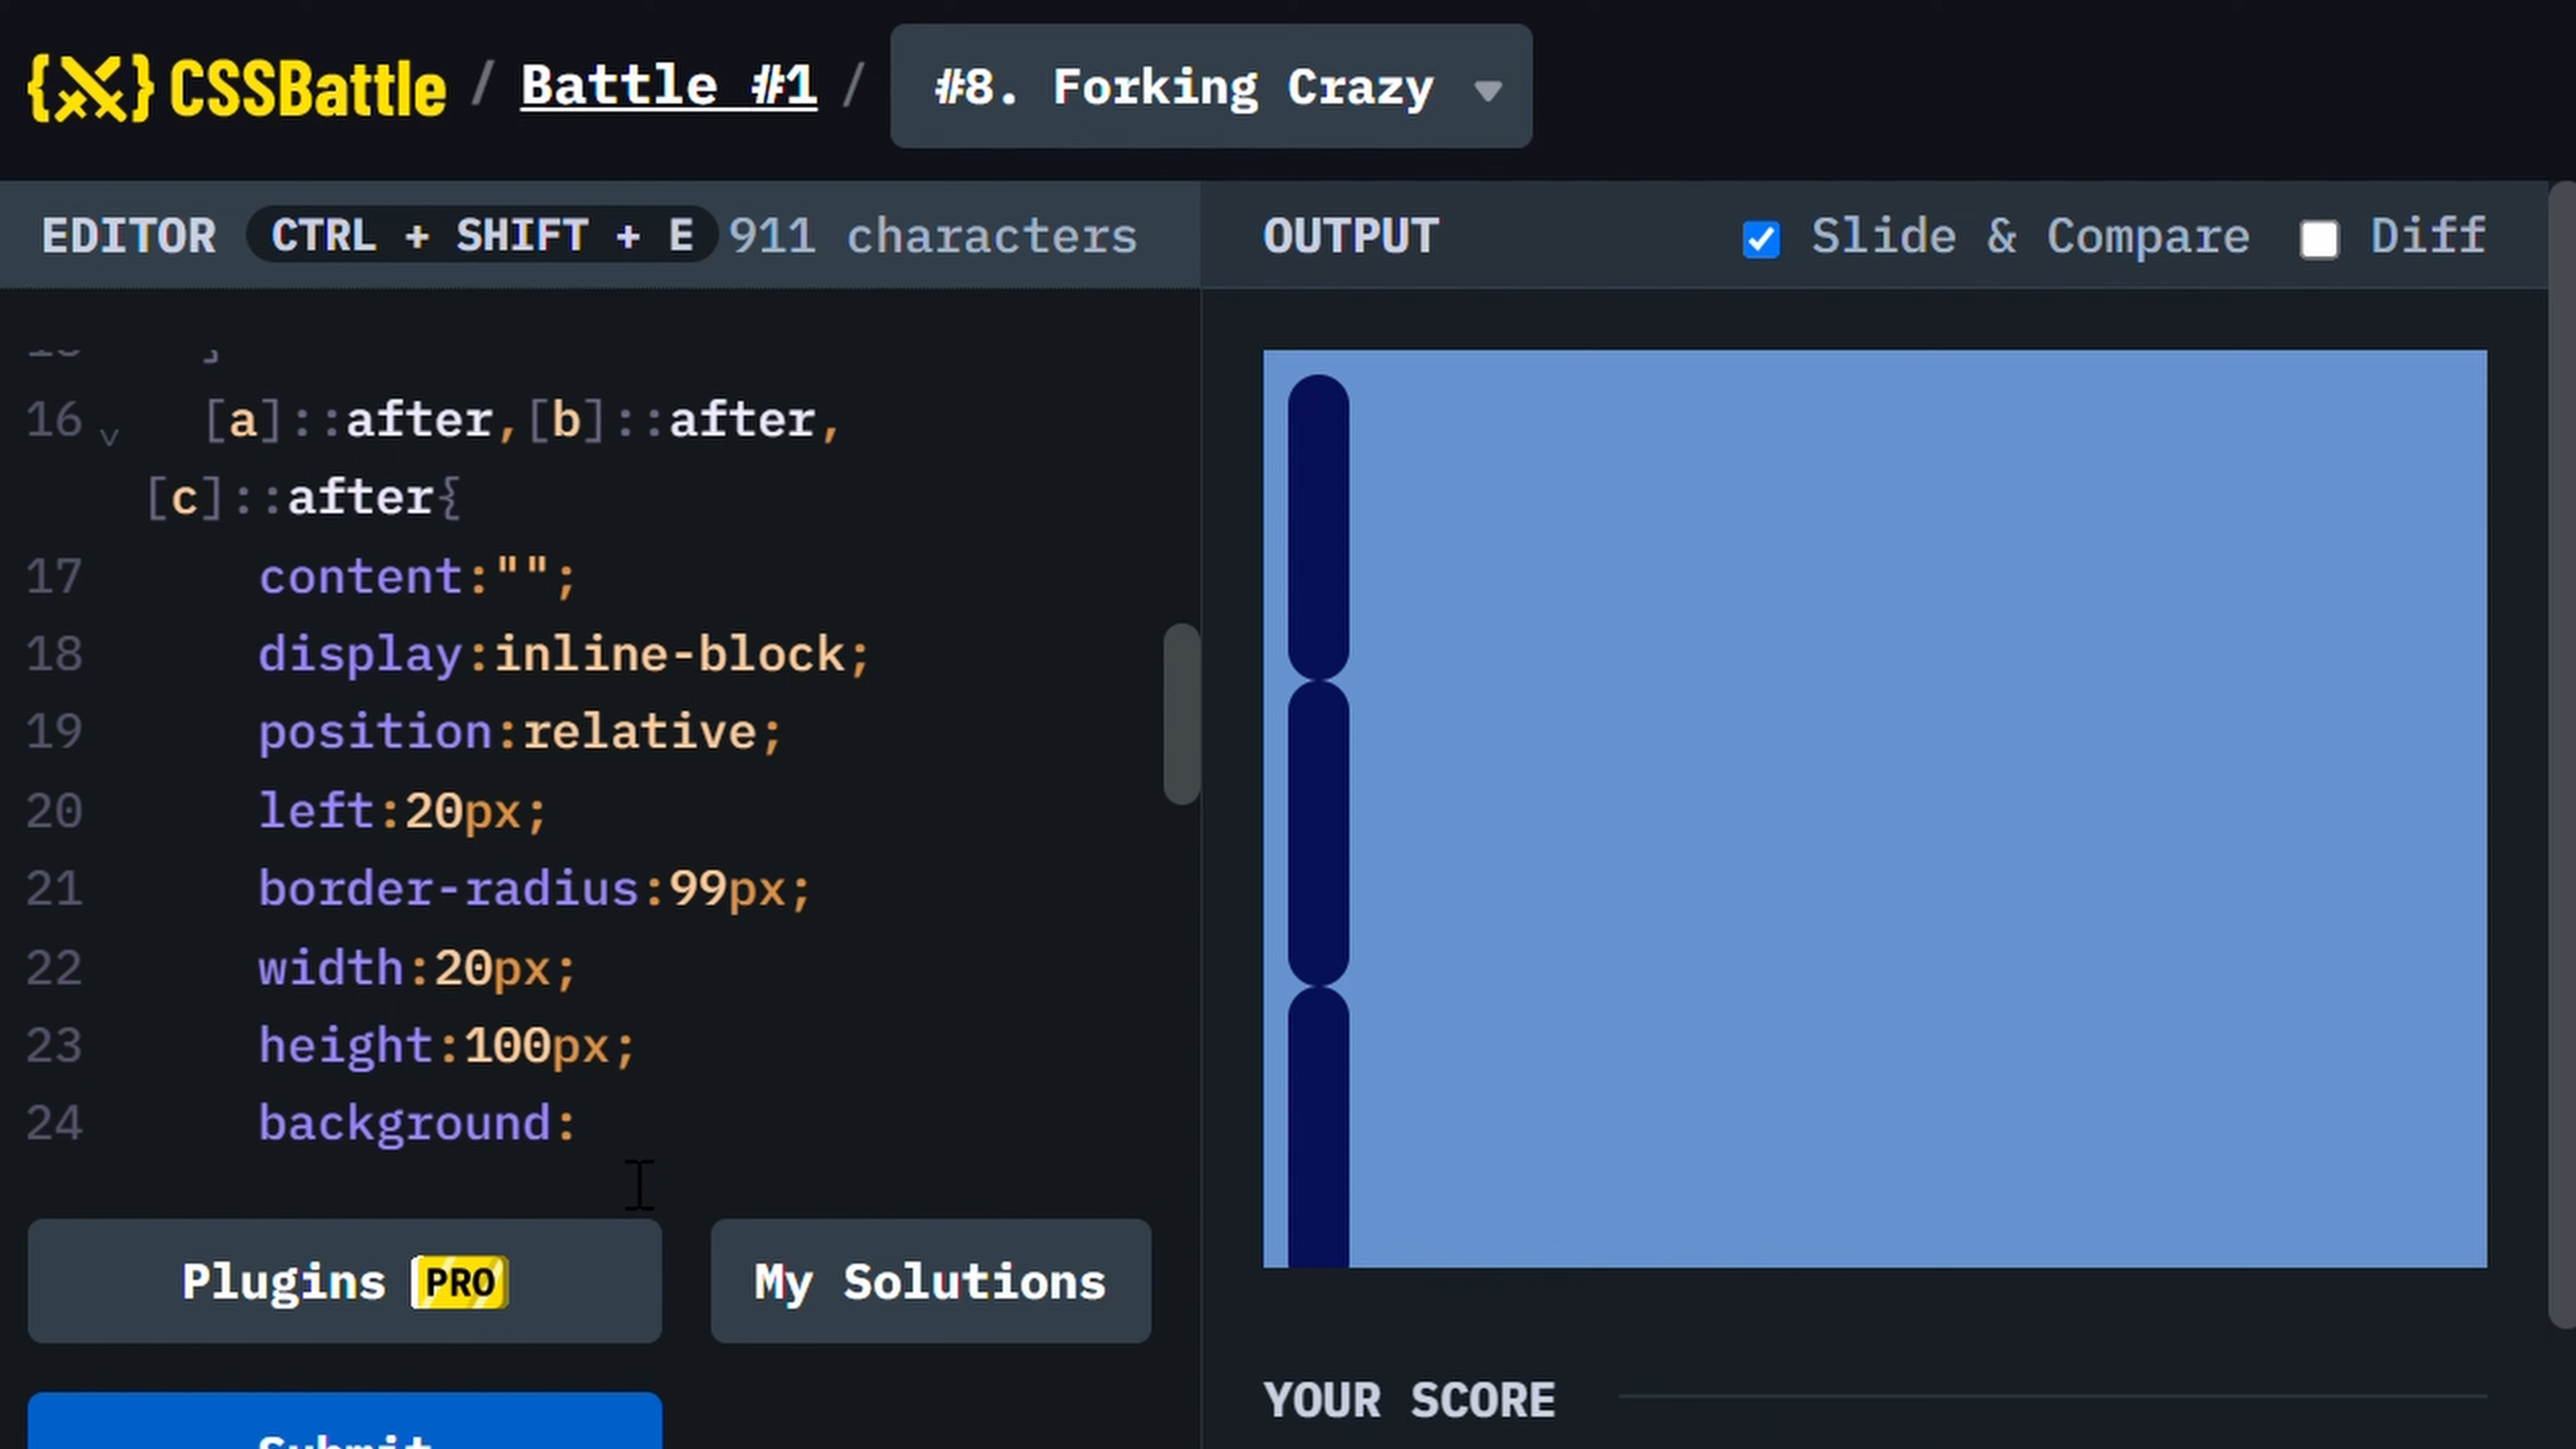 {⚔} CSSBattle / Battle #1 / #8. Forking Crazy
EDITOR CTRL + SHIFT + E 911 characters
OUTPUT Slide & Compare Diff
16 [a]::after,[b]::after,
[c]::after{
17 content:"";
18 display:inline-block;
19 position:relative;
20 left:20px;
21 border-radius:99px;
22 width:20px;
23 height:100px;
24 background:
Plugins PRO
My Solutions
Submit
YOUR SCORE